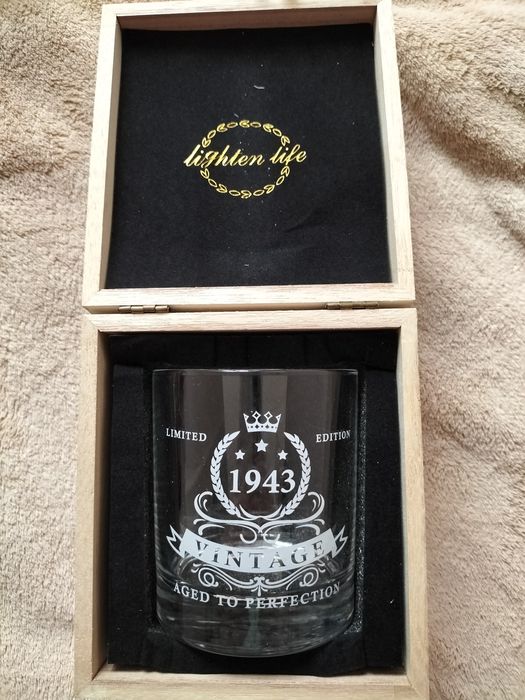 lighten life
LIMITED EDITION
1943
VINTAGE
AGED TO PERFECTION